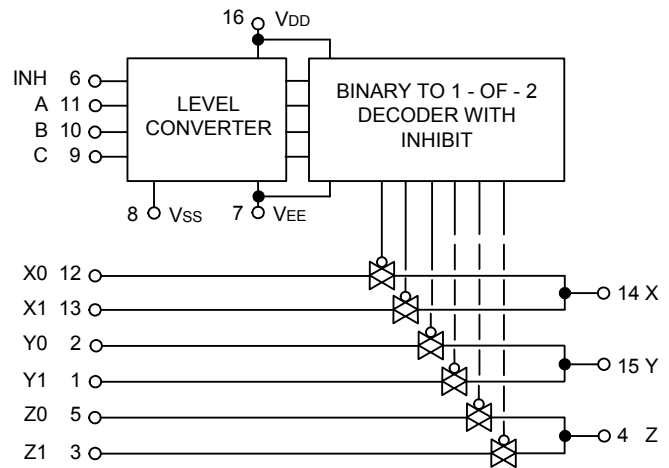 16 VDD
INH 6
A 11
B 10
C 9
LEVEL
CONVERTER
BINARY TO 1 - OF - 2
DECODER WITH
INHIBIT
8 VSS
7 VEE
X0 12
X1 13
14 X
Y0 2
Y1 1
15 Y
Z0 5
Z1 3
4 Z